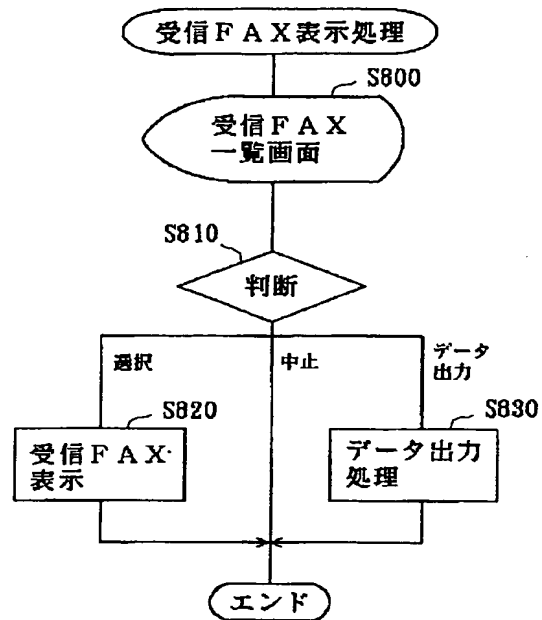 受信ＦＡＸ表示処理
S800
受信ＦＡＸ
一覧画面
S810
判断
選択
中止
データ
出力
S820
受信ＦＡＸ
表示
S830
データ出力
処理
エンド